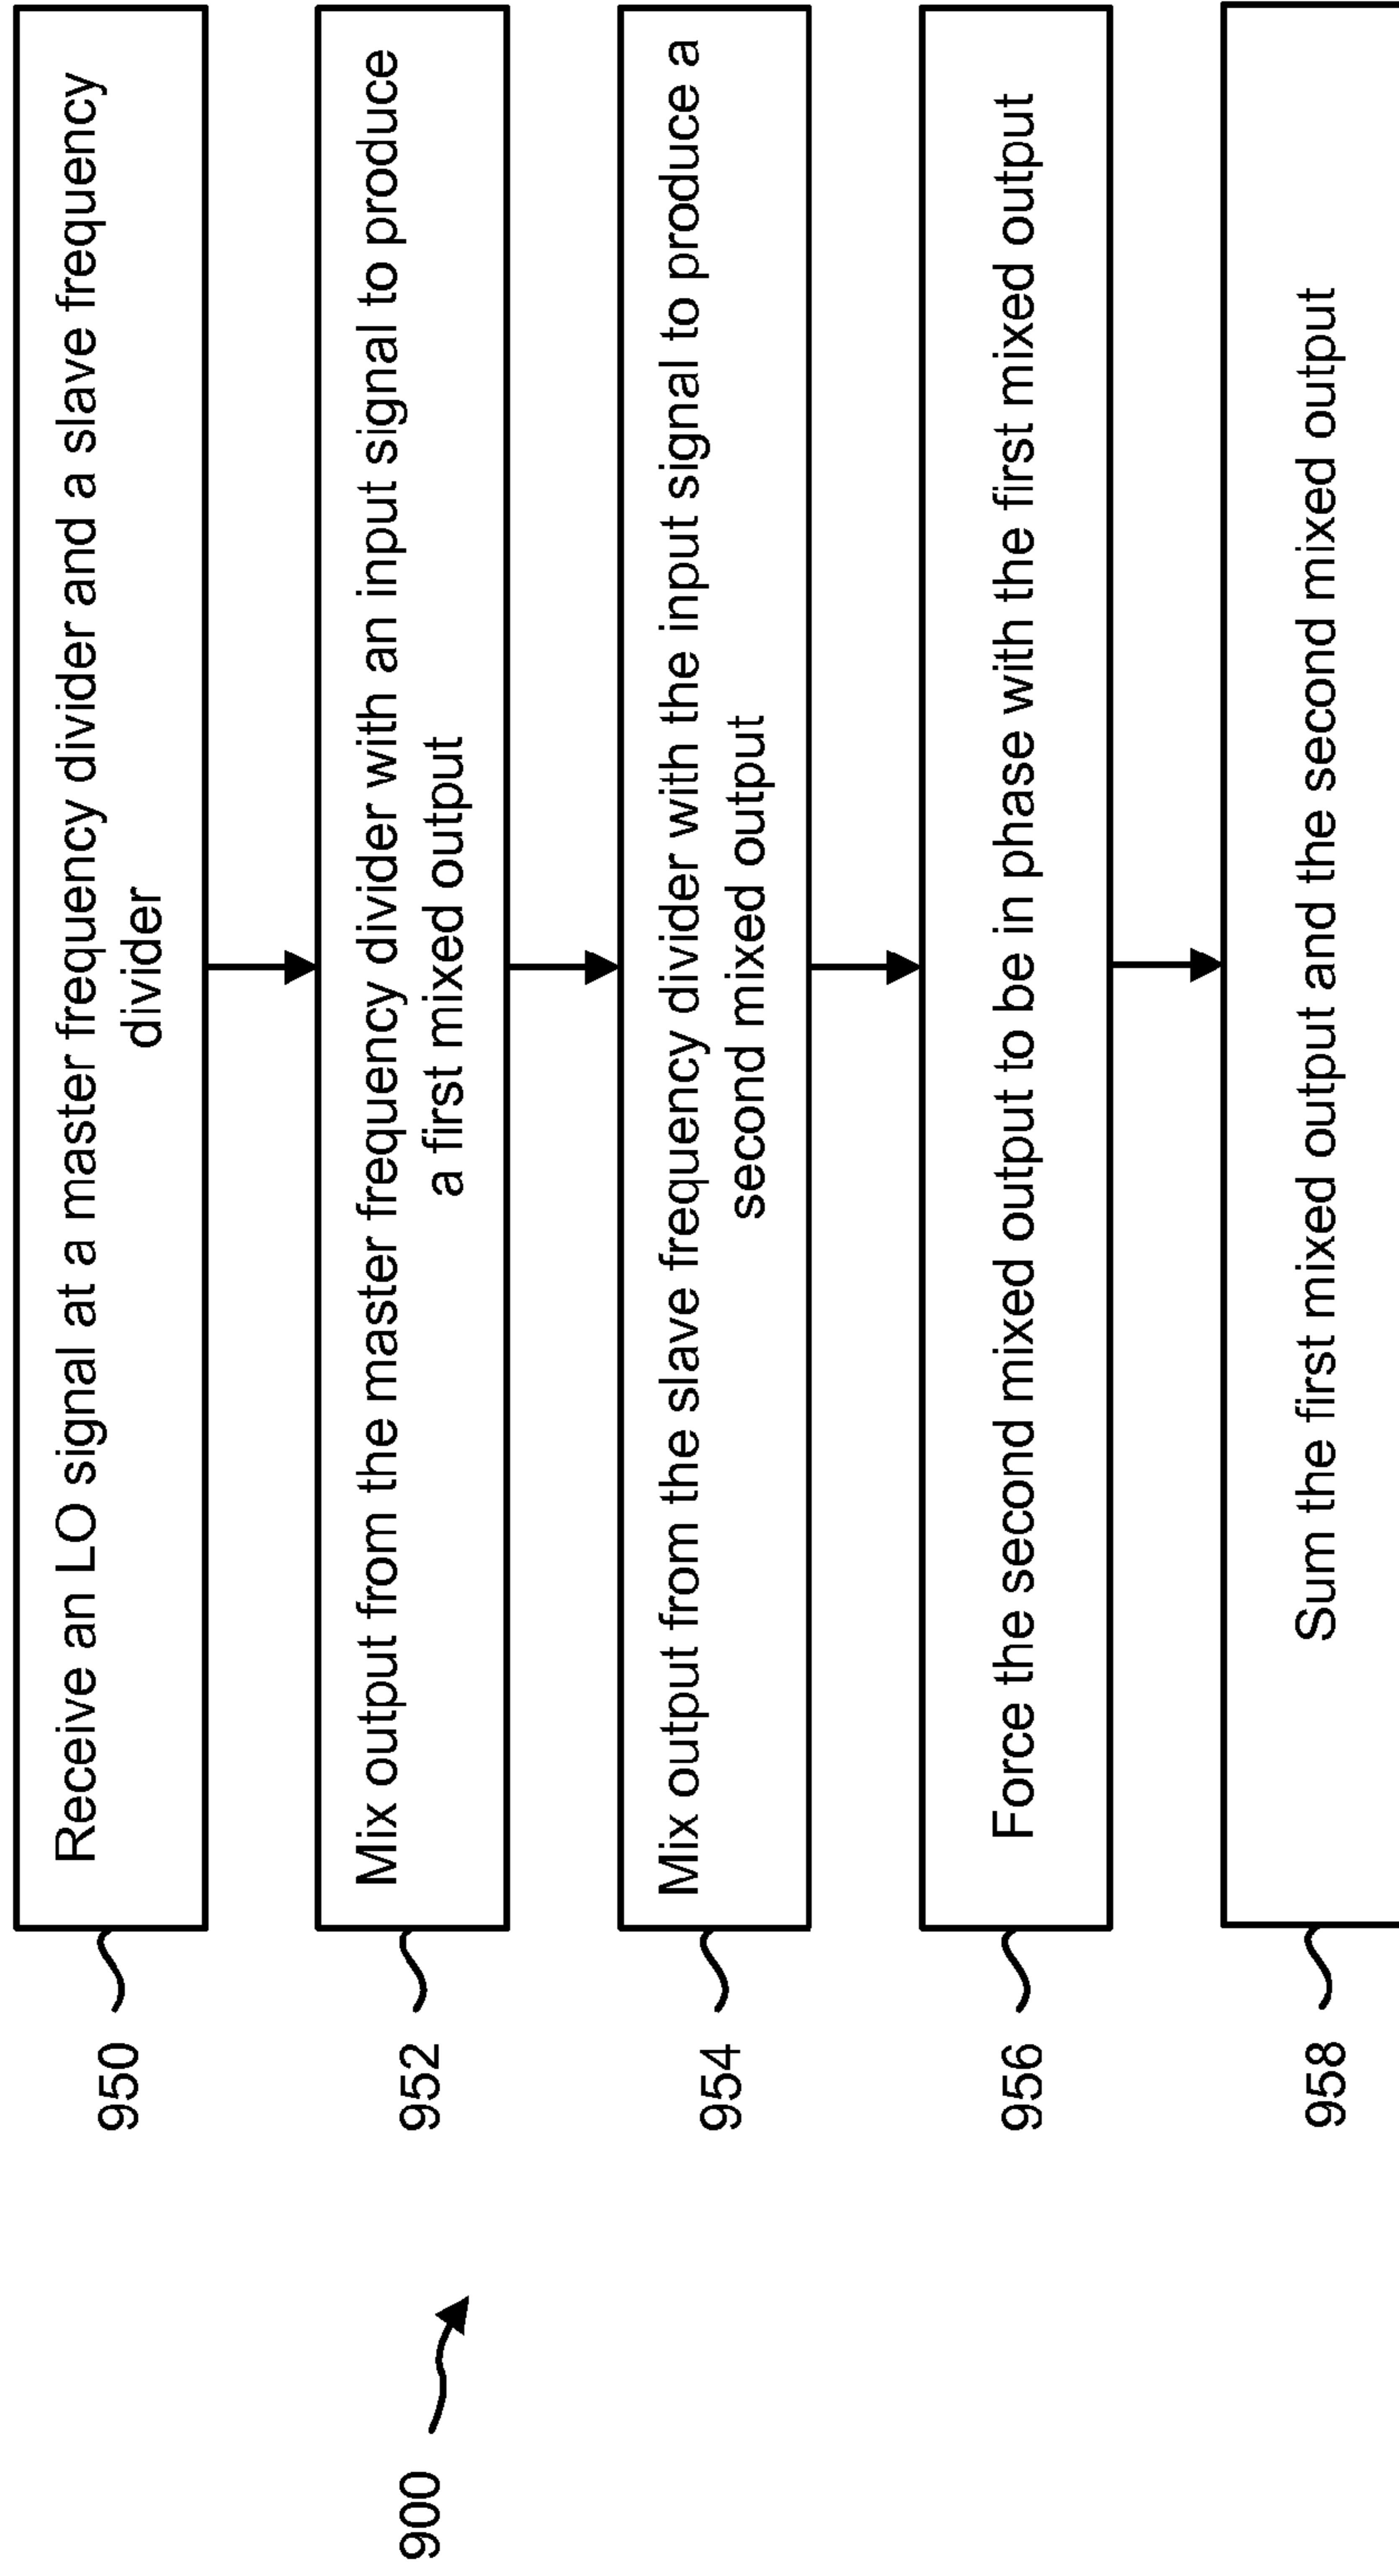 900
950
Receive an LO signal at a master frequency divider and a slave frequency
divider
952
Mix output from the master frequency divider with an input signal to produce
a first mixed output
954
Mix output from the slave frequency divider with the input signal to produce a
second mixed output
956
Force the second mixed output to be in phase with the first mixed output
958
Sum the first mixed output and the second mixed output